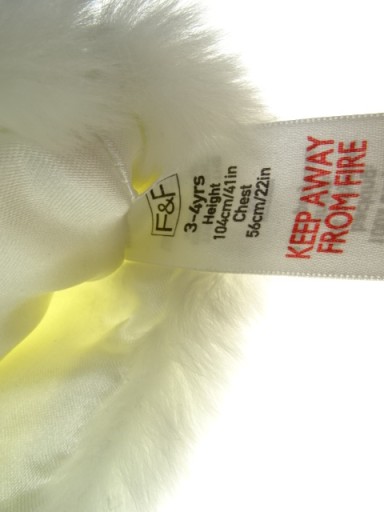 F&F
3-4yrs
Height
104cm/41in
Chest
56cm/22in
KEEP AWAY
FROM FIRE